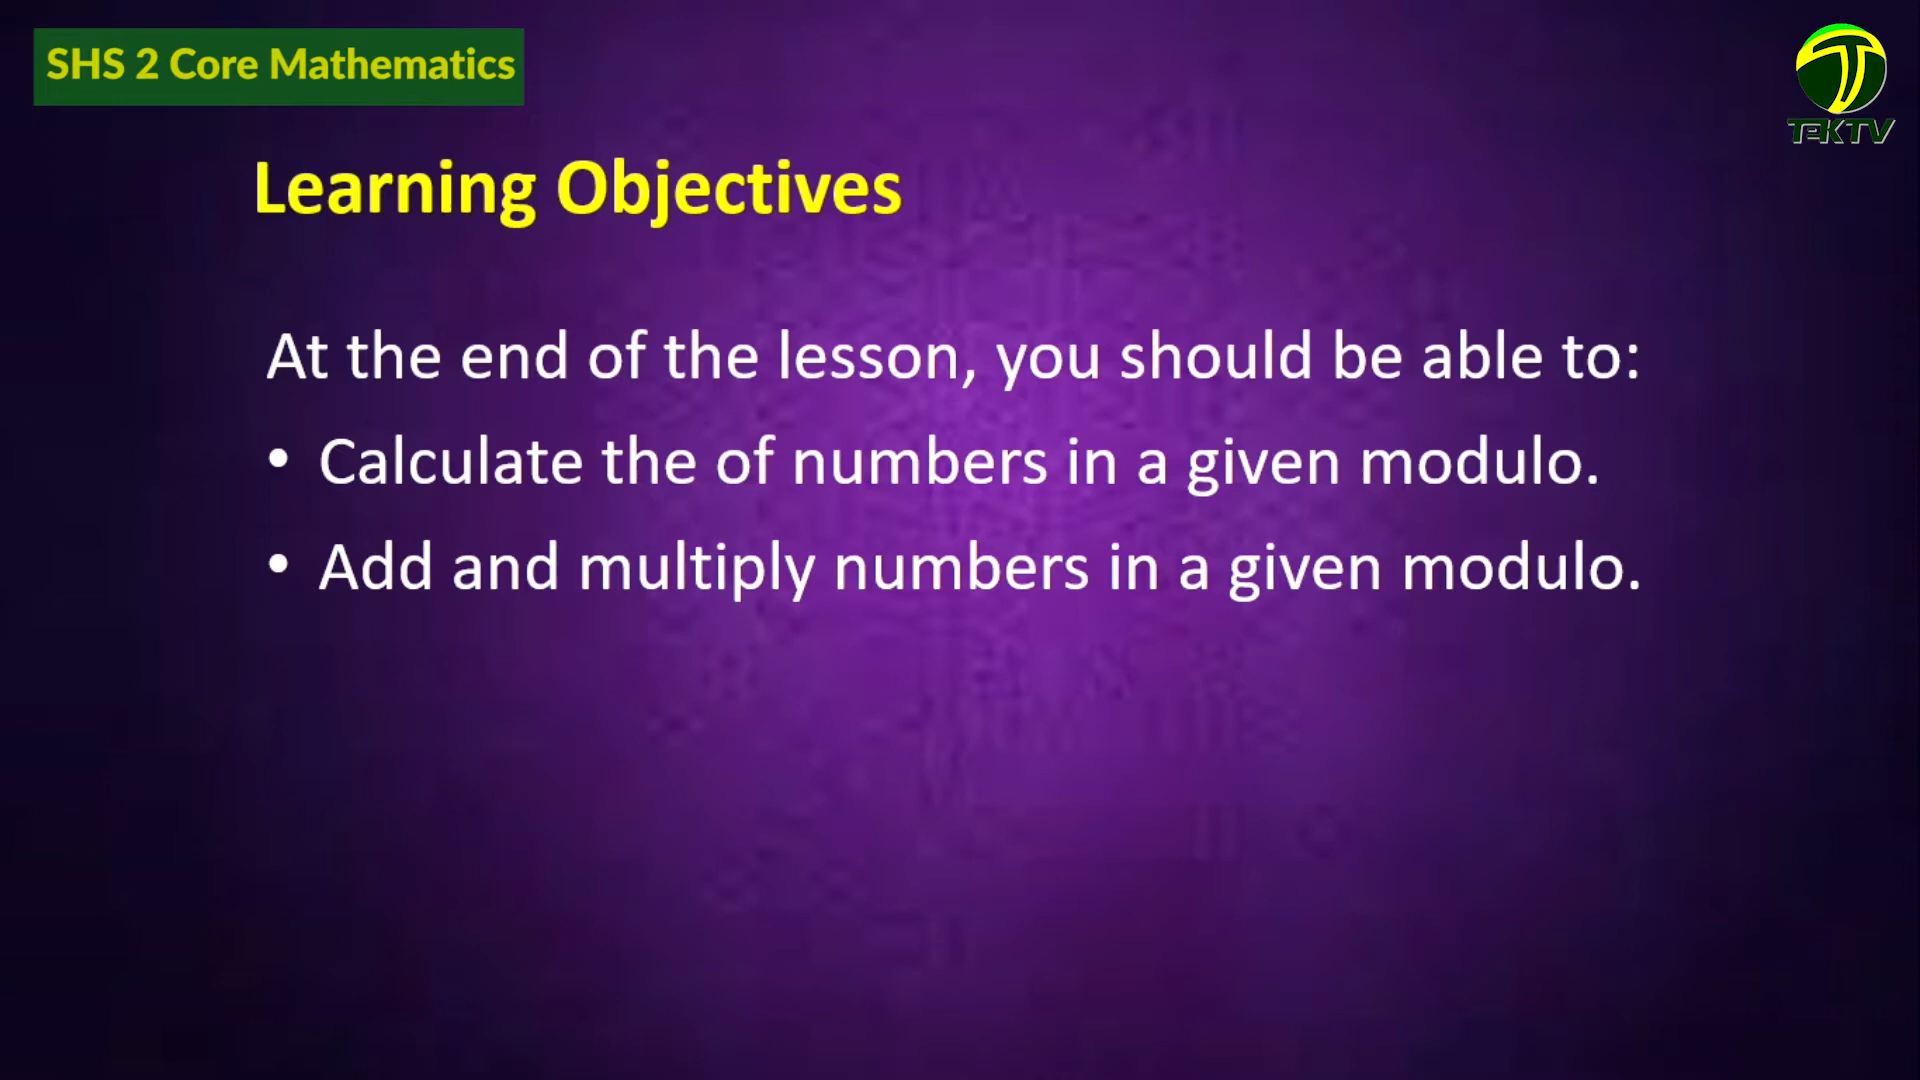 SHS 2 Core Mathematics
TEKTV
Learning Objectives
At the end of the lesson, you should be able to:
• Calculate the of numbers in a given modulo.
• Add and multiply numbers in a given modulo.